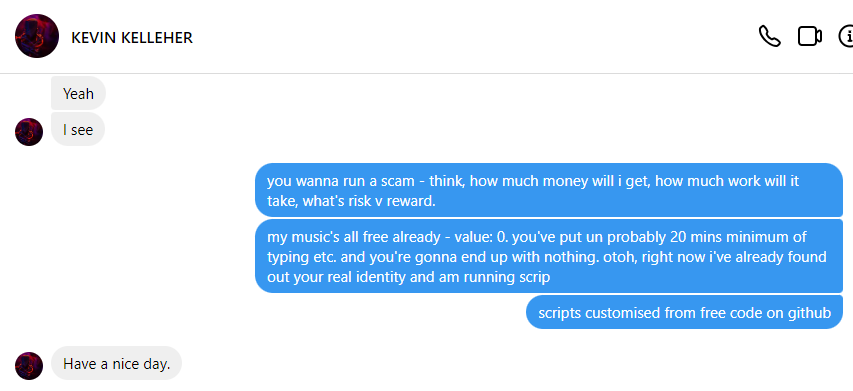 KEVIN KELLEHER
Yeah
I see
you wanna run a scam - think, how much money will i get, how much work will it
take, what's risk v reward.
my music's all free already - value: 0. you've put un probably 20 mins minimum of
typing etc. and you're gonna end up with nothing. otoh, right now i've already found
out your real identity and am running scrip
scripts customised from free code on github
Have a nice day.